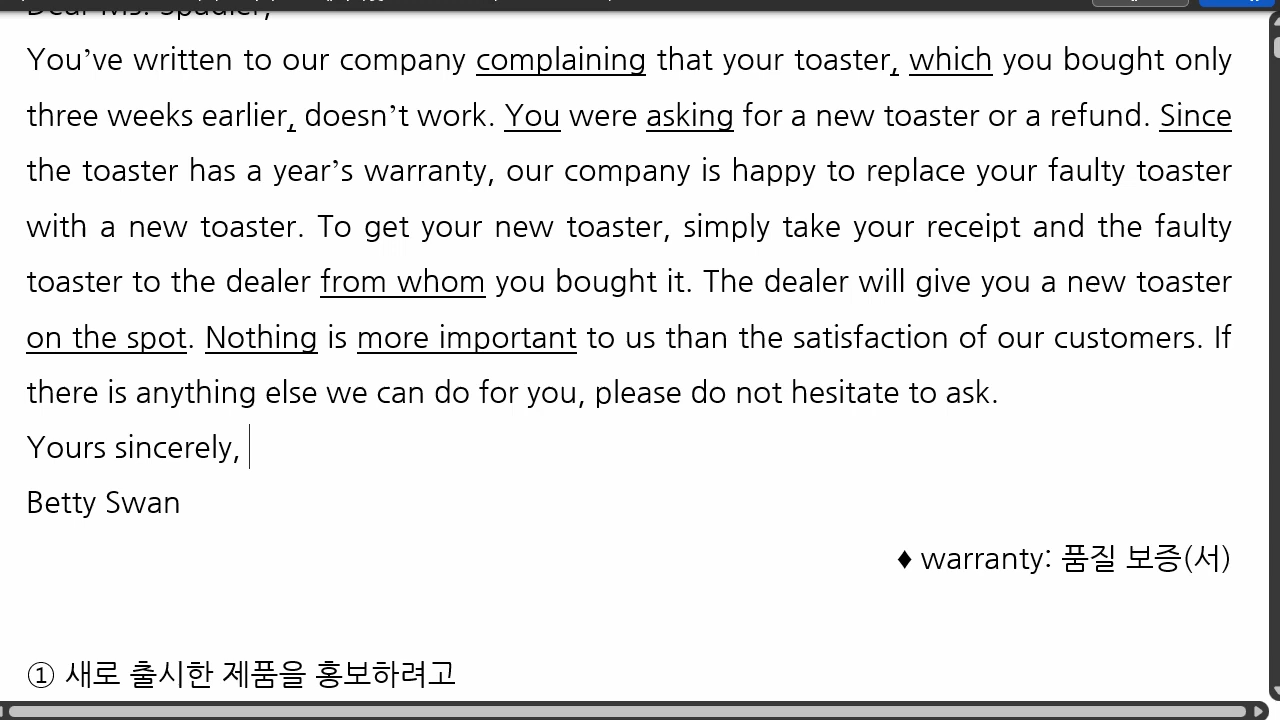 Dear Ms. Spadler,
You’ve written to our company complaining that your toaster, which you bought only
three weeks earlier, doesn’t work. You were asking for a new toaster or a refund. Since
the toaster has a year’s warranty, our company is happy to replace your faulty toaster
with a new toaster. To get your new toaster, simply take your receipt and the faulty
toaster to the dealer from whom you bought it. The dealer will give you a new toaster
on the spot. Nothing is more important to us than the satisfaction of our customers. If
there is anything else we can do for you, please do not hesitate to ask.
Yours sincerely,
Betty Swan
♦ warranty: 품질 보증(서)
① 새로 출시한 제품을 홍보하려고